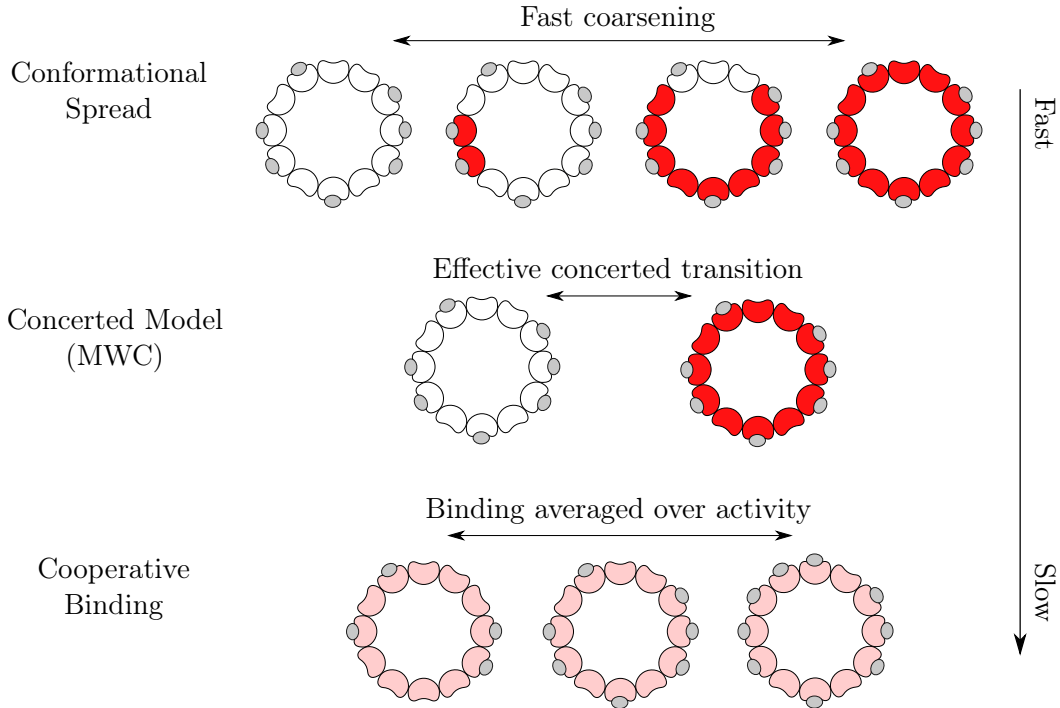 Fast coarsening
Conformational
Spread
Fast
Effective concerted transition
Concerted Model
(MWC)
Binding averaged over activity
Cooperative
Binding
Slow